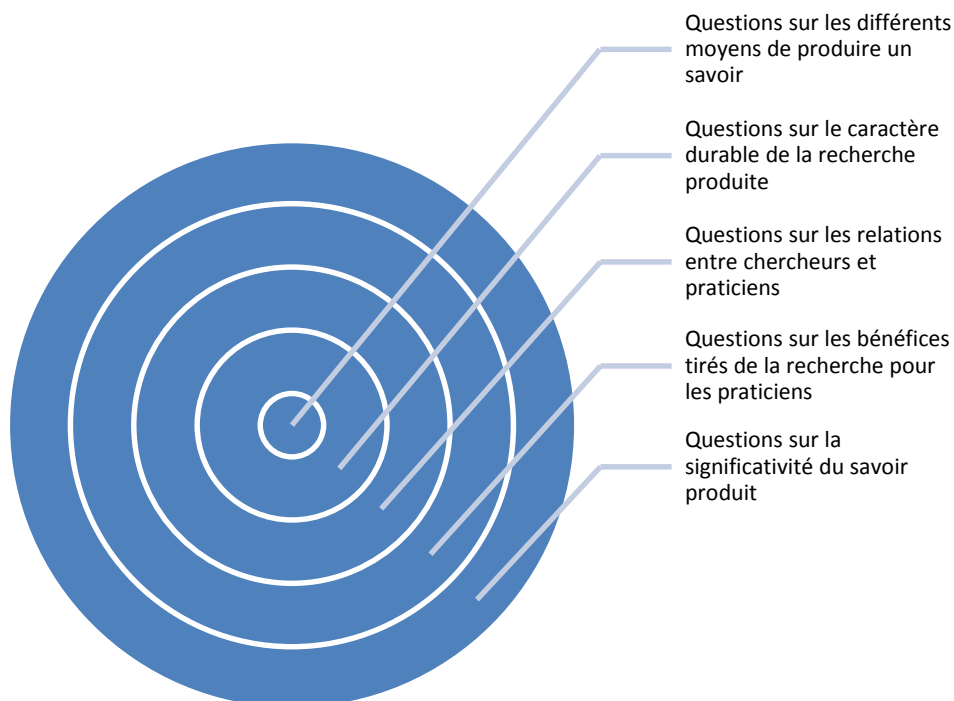 Questions sur les différents
moyens de produire un
savoir
Questions sur le caractère
durable de la recherche
produite
Questions sur les relations
entre chercheurs et
praticiens
Questions sur les bénéfices
tirés de la recherche pour
les praticiens
Questions sur la
significativité du savoir
produit